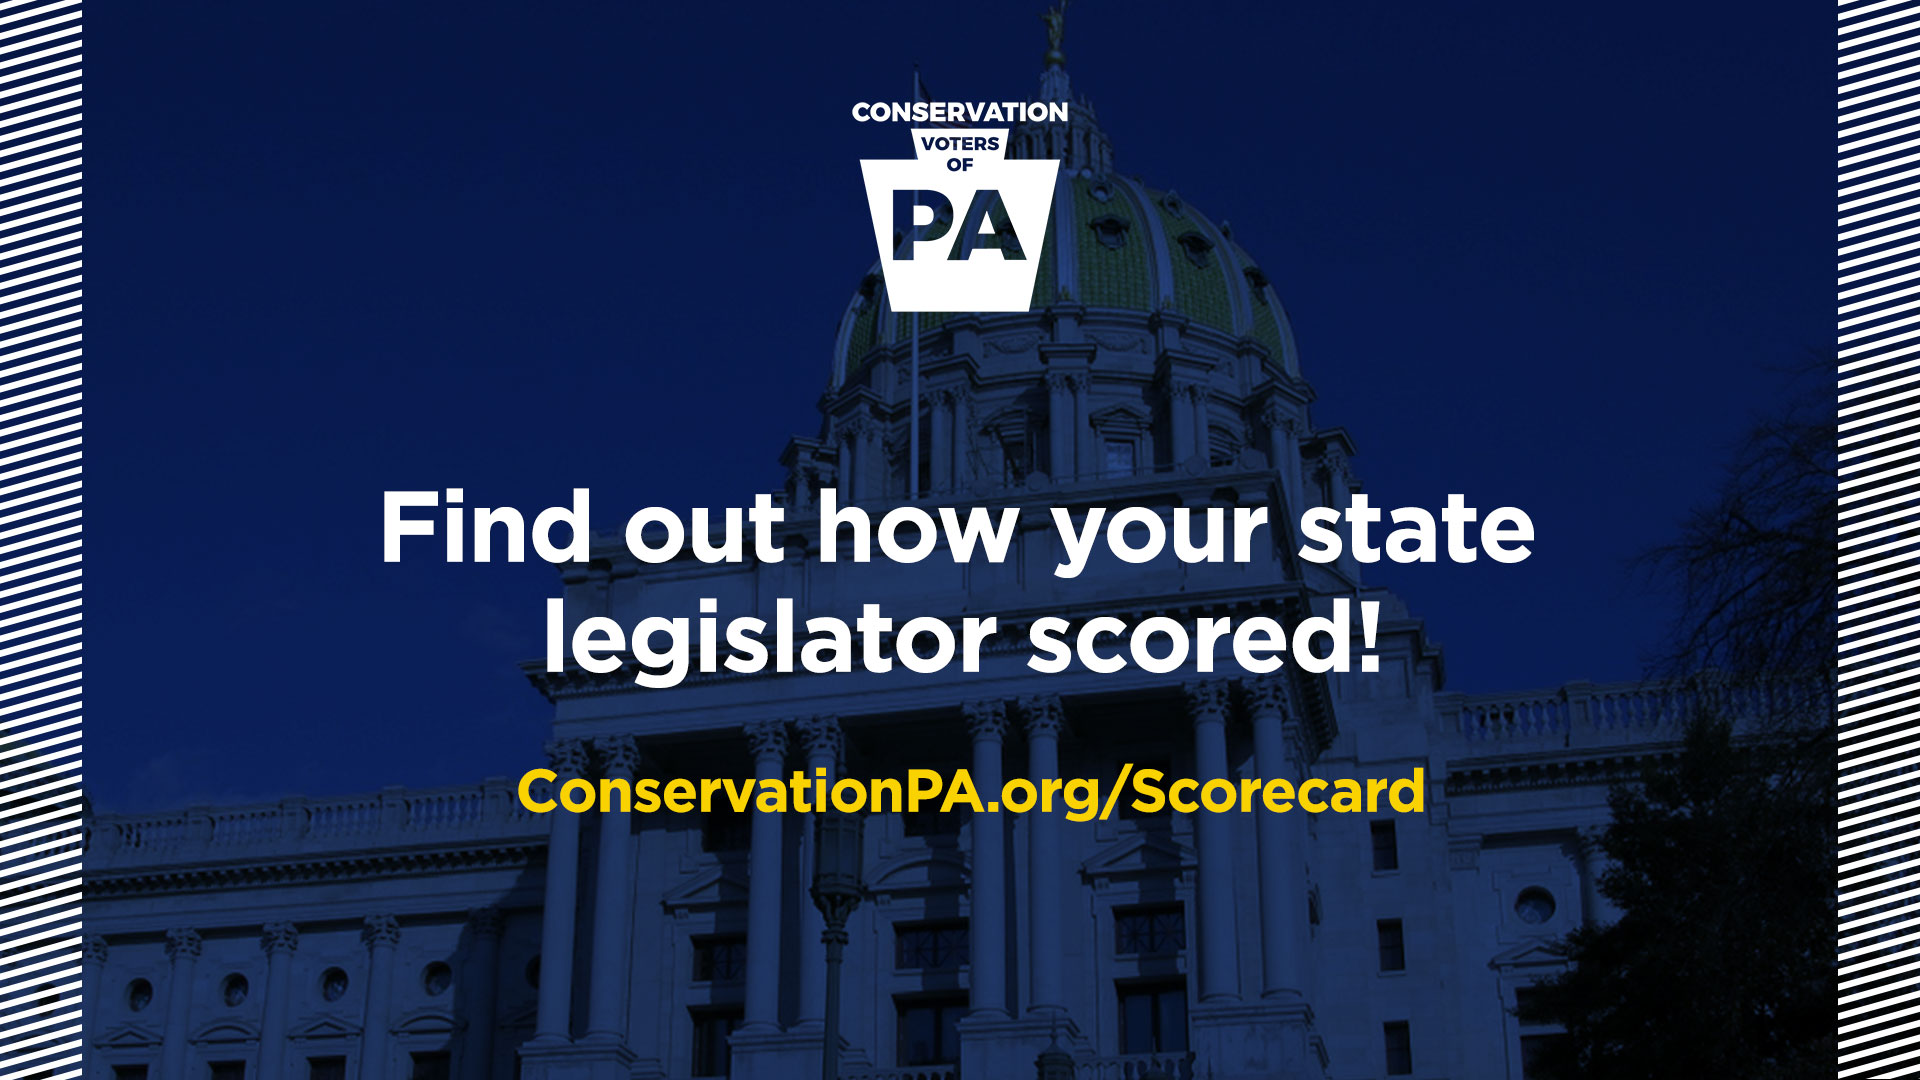 CONSERVATION
VOTERS
OF
PA
Find out how your state
legislator scored!
ConservationPA.org/Scorecard